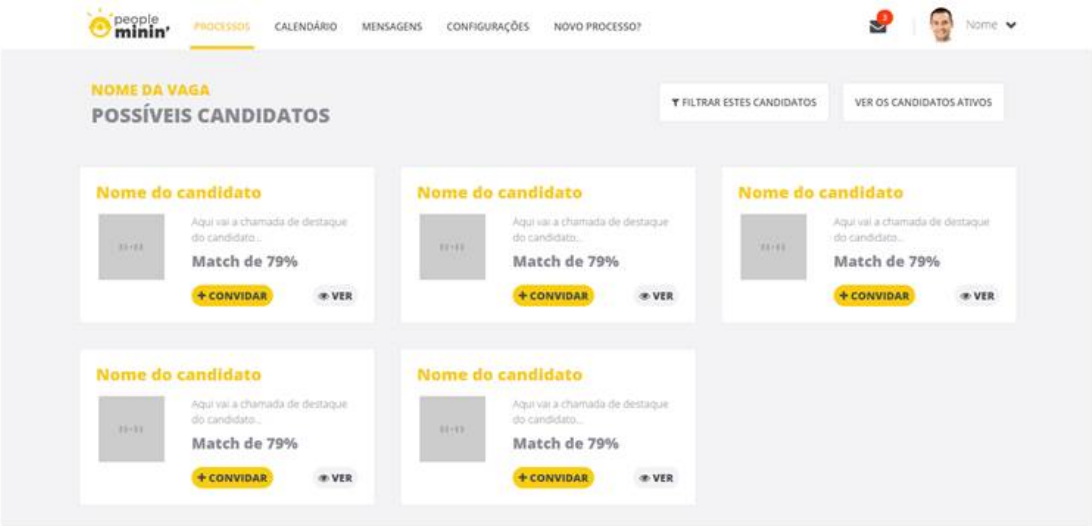 people
minin'
PROCESSOS
CALENDÁRIO
MENSAGENS
CONFIGURAÇÕES
NOVO PROCESSO?
3
Nome
NOME DA VAGA
POSSÍVEIS CANDIDATOS
FILTRAR ESTES CANDIDATOS
VER OS CANDIDATOS ATIVOS
Nome do candidato
Aqui vai a chamada de destaque
do candidato...
Match de 79%
+ CONVIDAR
VER
Nome do candidato
Aqui vai a chamada de destaque
do candidato...
Match de 79%
+ CONVIDAR
VER
Nome do candidato
Aqui vai a chamada de destaque
do candidato...
Match de 79%
+ CONVIDAR
VER
Nome do candidato
Aqui vai a chamada de destaque
do candidato...
Match de 79%
+ CONVIDAR
VER
Nome do candidato
Aqui vai a chamada de destaque
do candidato...
Match de 79%
+ CONVIDAR
VER